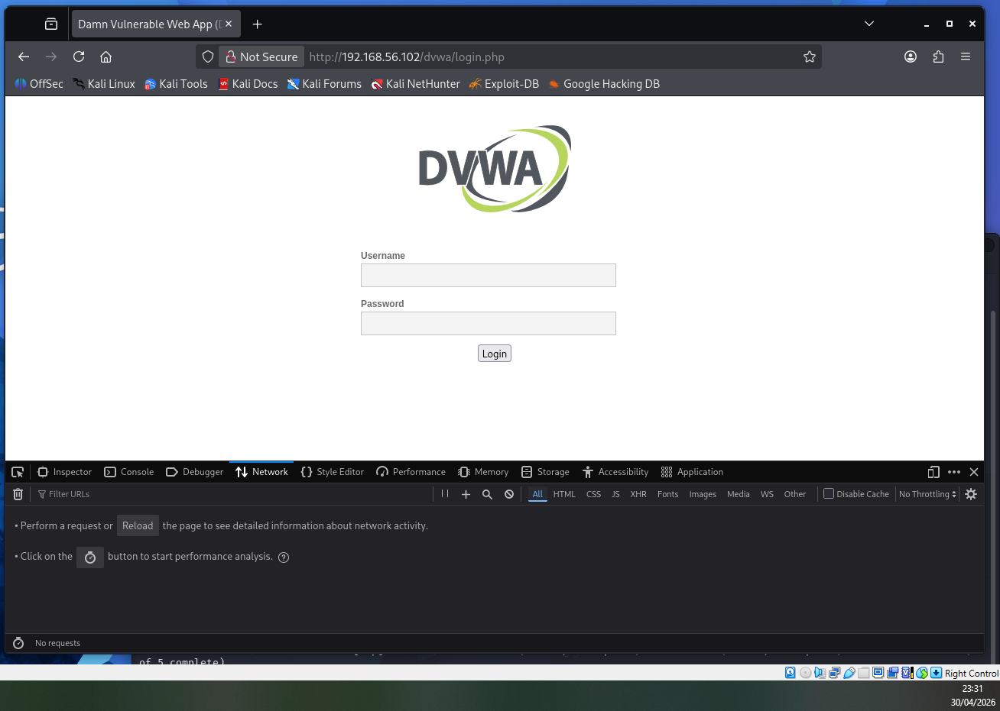 Damn Vulnerable Web App (D
Not Secure
http://192.168.56.102/dvwa/login.php
OffSec Kali Linux Kali Tools Kali Docs Kali Forums Kali NetHunter Exploit-DB Google Hacking DB
DVWA
Username
Password
Login
Inspector Console Debugger Network Style Editor Performance Memory Storage Accessibility Application
Filter URLs All HTML CSS JS XHR Fonts Images Media WS Other Disable Cache No Throttling
• Perform a request or Reload the page to see detailed information about network activity.
• Click on the button to start performance analysis.
No requests
of 5 complete)
Right Control
23:31
30/04/2026